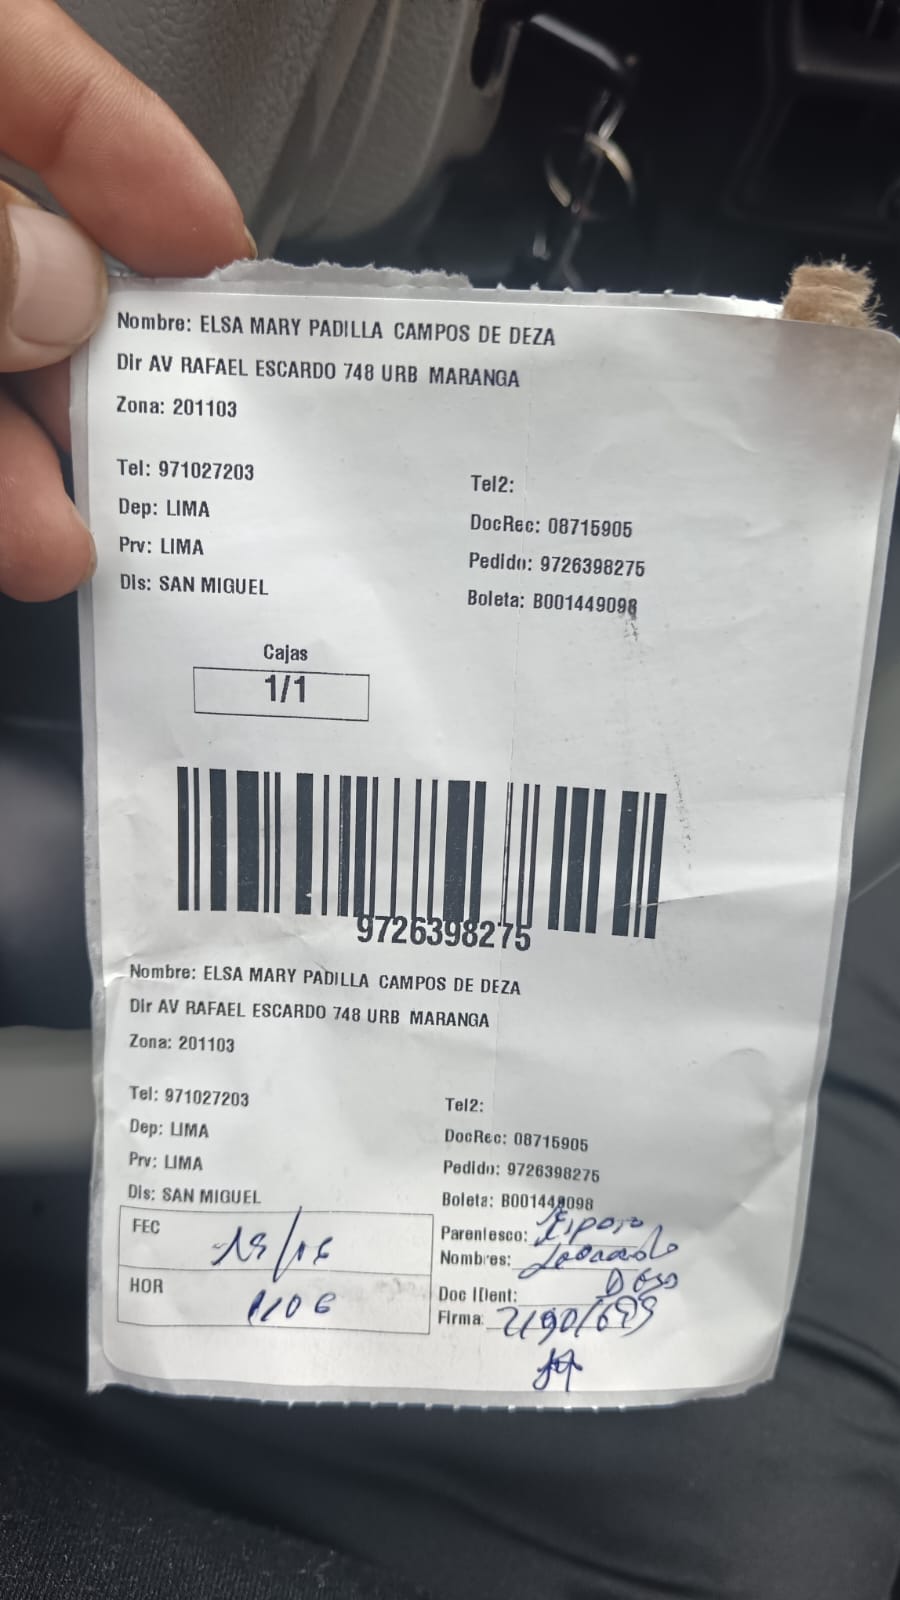 Nombre: ELSA MARY PADILLA CAMPOS DE DEZA
Dir AV RAFAEL ESCARDO 748 URB MARANGA
Zona: 201103
Tel: 971027203
Tel2:
Dep: LIMA
DocRec: 08715905
Prv: LIMA
Pedido: 9726398275
Dis: SAN MIGUEL
Boleta: B001449098
Cajas
1/1
9726398275
Nombre: ELSA MARY PADILLA CAMPOS DE DEZA
Dir AV RAFAEL ESCARDO 748 URB MARANGA
Zona: 201103
Tel: 971027203
Tel2:
Dep: LIMA
DocRec: 08715905
Prv: LIMA
Pedido: 9726398275
Dis: SAN MIGUEL
Boleta: B001449098
FEC
Parentesco: Esposo
Nombres: Leonardo
HOR 1106
Doc Ident:
Firma: